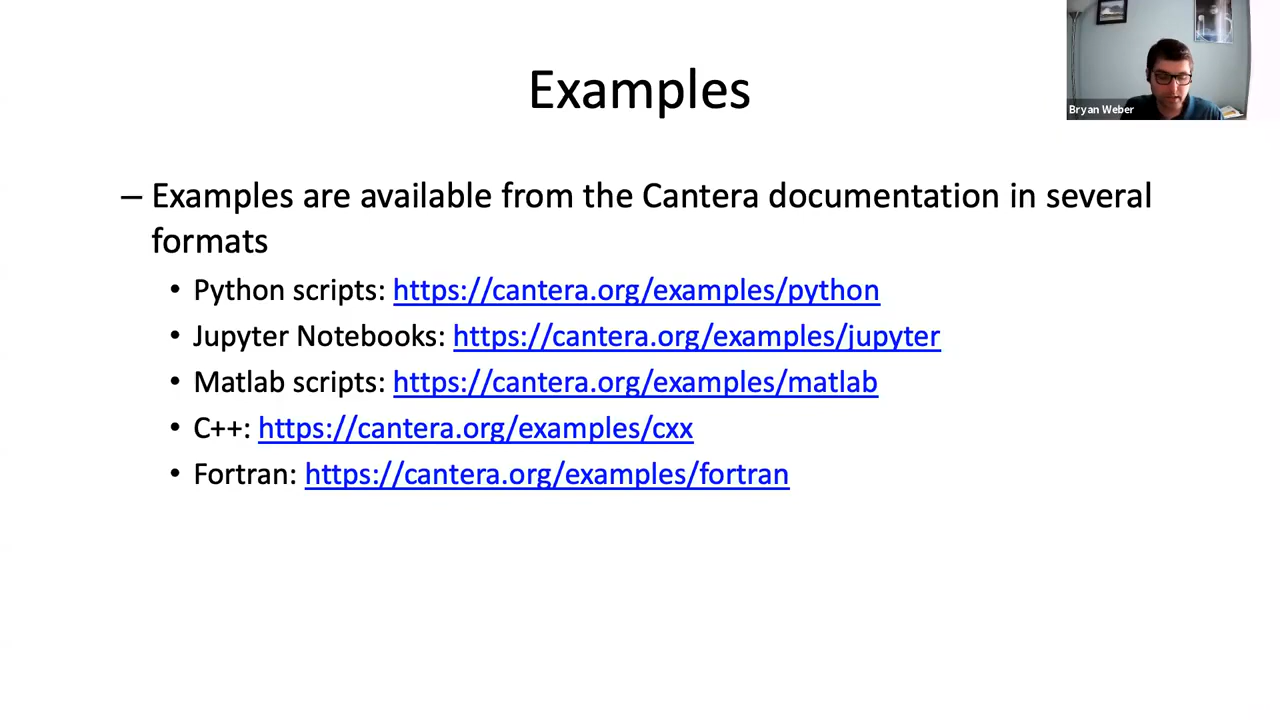 Examples
Bryan Weber
– Examples are available from the Cantera documentation in several
formats
• Python scripts: https://cantera.org/examples/python
• Jupyter Notebooks: https://cantera.org/examples/jupyter
• Matlab scripts: https://cantera.org/examples/matlab
• C++: https://cantera.org/examples/cxx
• Fortran: https://cantera.org/examples/fortran